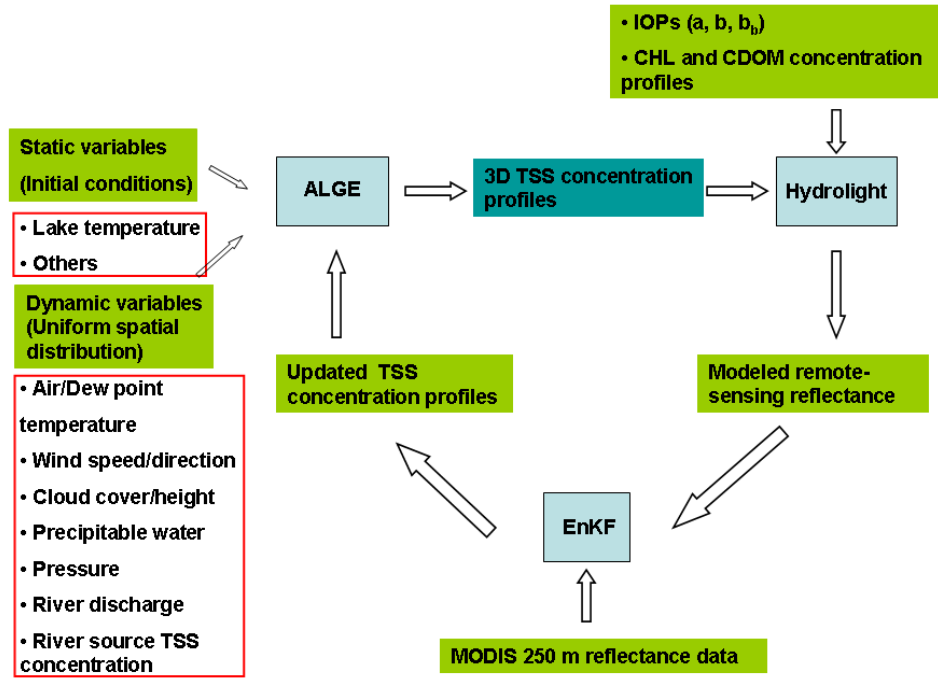 • IOPs (a, b, b_b)
• CHL and CDOM concentration
profiles
Static variables
(Initial conditions)
• Lake temperature
• Others
Dynamic variables
(Uniform spatial
distribution)
• Air/Dew point
temperature
• Wind speed/direction
• Cloud cover/height
• Precipitable water
• Pressure
• River discharge
• River source TSS
concentration
ALGE
3D TSS concentration
profiles
Hydrolight
Updated TSS
concentration profiles
Modeled remote-
sensing reflectance
EnKF
MODIS 250 m reflectance data